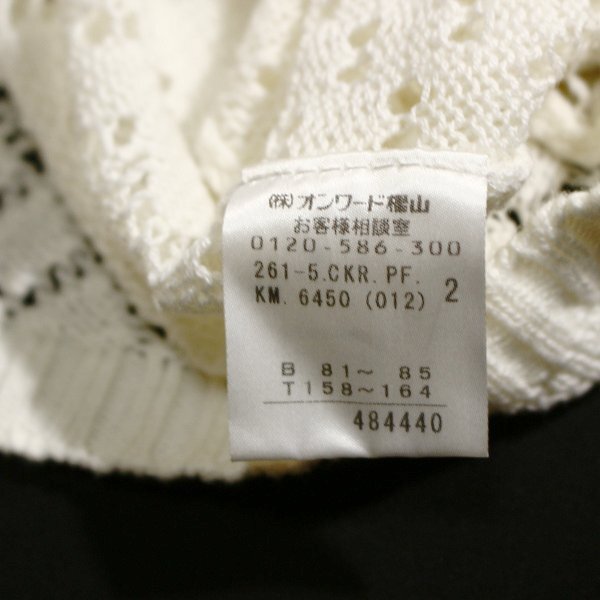 (株)オンワード樫山
お客様相談室
0120-586-300
261-5.CKR.PF.
KM.6450(012) 2
B 81~ 85
T158~164
484440